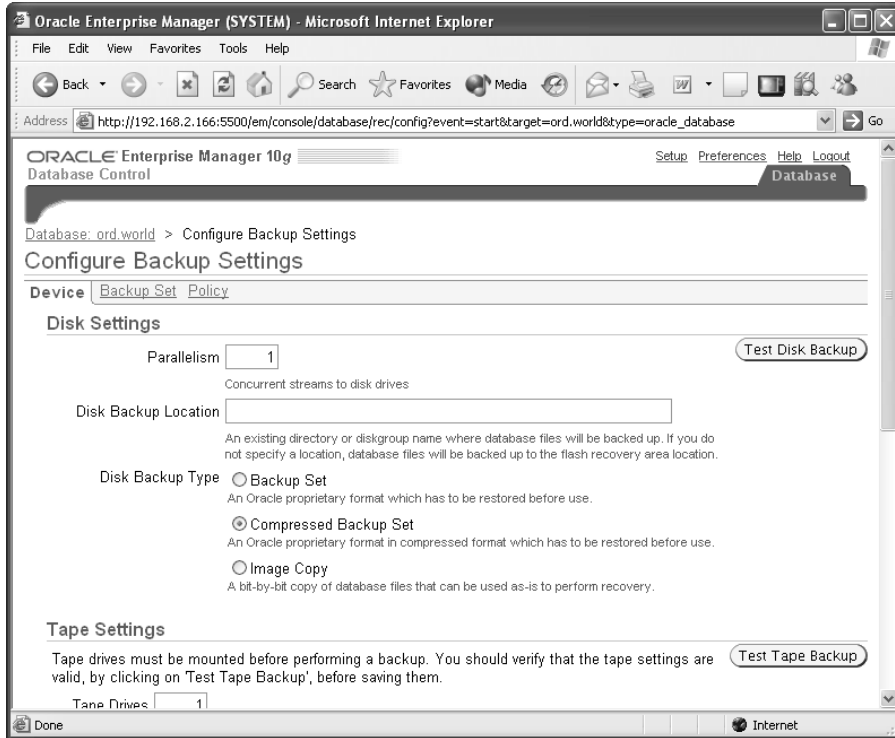 Oracle Enterprise Manager (SYSTEM) - Microsoft Internet Explorer
File Edit View Favorites Tools Help
Back Search Favorites Media
Address http://192.168.2.166:5500/em/console/database/rec/config?event=start&target=ord.world&type=oracle_database Go
ORACLE Enterprise Manager 10g
Setup Preferences Help Logout
Database Control
Database
Database: ord.world > Configure Backup Settings
Configure Backup Settings
Device Backup Set Policy
Disk Settings
Test Disk Backup
Parallelism 1
Concurrent streams to disk drives
Disk Backup Location
An existing directory or diskgroup name where database files will be backed up. If you do
not specify a location, database files will be backed up to the flash recovery area location.
Disk Backup Type Backup Set
An Oracle proprietary format which has to be restored before use.
Compressed Backup Set
An Oracle proprietary format in compressed format which has to be restored before use.
Image Copy
A bit-by-bit copy of database files that can be used as-is to perform recovery.
Tape Settings
Tape drives must be mounted before performing a backup. You should verify that the tape settings are
valid, by clicking on 'Test Tape Backup', before saving them.
Test Tape Backup
Tape Drives 1
Done Internet